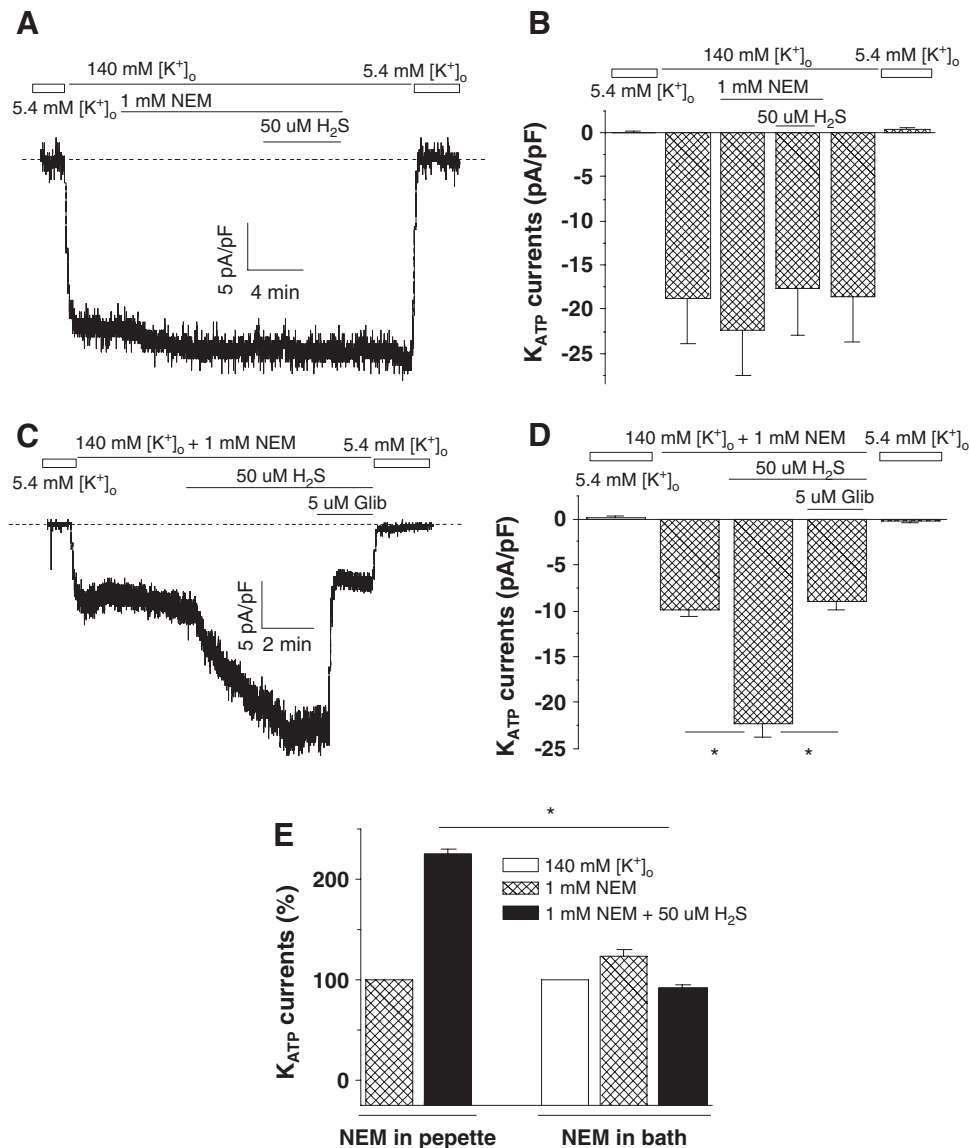 A
140 mM [K+]o
5.4 mM [K+]o
5.4 mM [K+]o
1 mM NEM
50 uM H2S
5 pA/pF
4 min
B
140 mM [K+]o
5.4 mM [K+]o
5.4 mM [K+]o
1 mM NEM
50 uM H2S
KATP currents (pA/pF)
0
-5
-10
-15
-20
-25
C
140 mM [K+]o + 1 mM NEM
5.4 mM [K+]o
5.4 mM [K+]o
50 uM H2S
5 uM Glib
5 pA/pF
2 min
D
140 mM [K+]o + 1 mM NEM
5.4 mM [K+]o
5.4 mM [K+]o
50 uM H2S
5 uM Glib
KATP currents (pA/pF)
0
-5
-10
-15
-20
-25
* *
E
*
140 mM [K+]o
1 mM NEM
1 mM NEM + 50 uM H2S
KATP currents (%)
200
100
0
NEM in pepette
NEM in bath